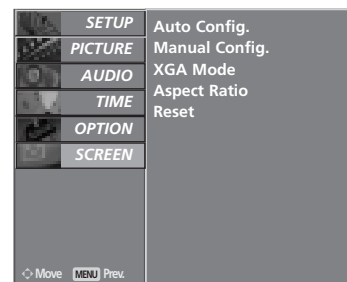 SETUP
PICTURE
AUDIO
TIME
OPTION
SCREEN
Auto Config.
Manual Config.
XGA Mode
Aspect Ratio
Reset
Move MENU Prev.